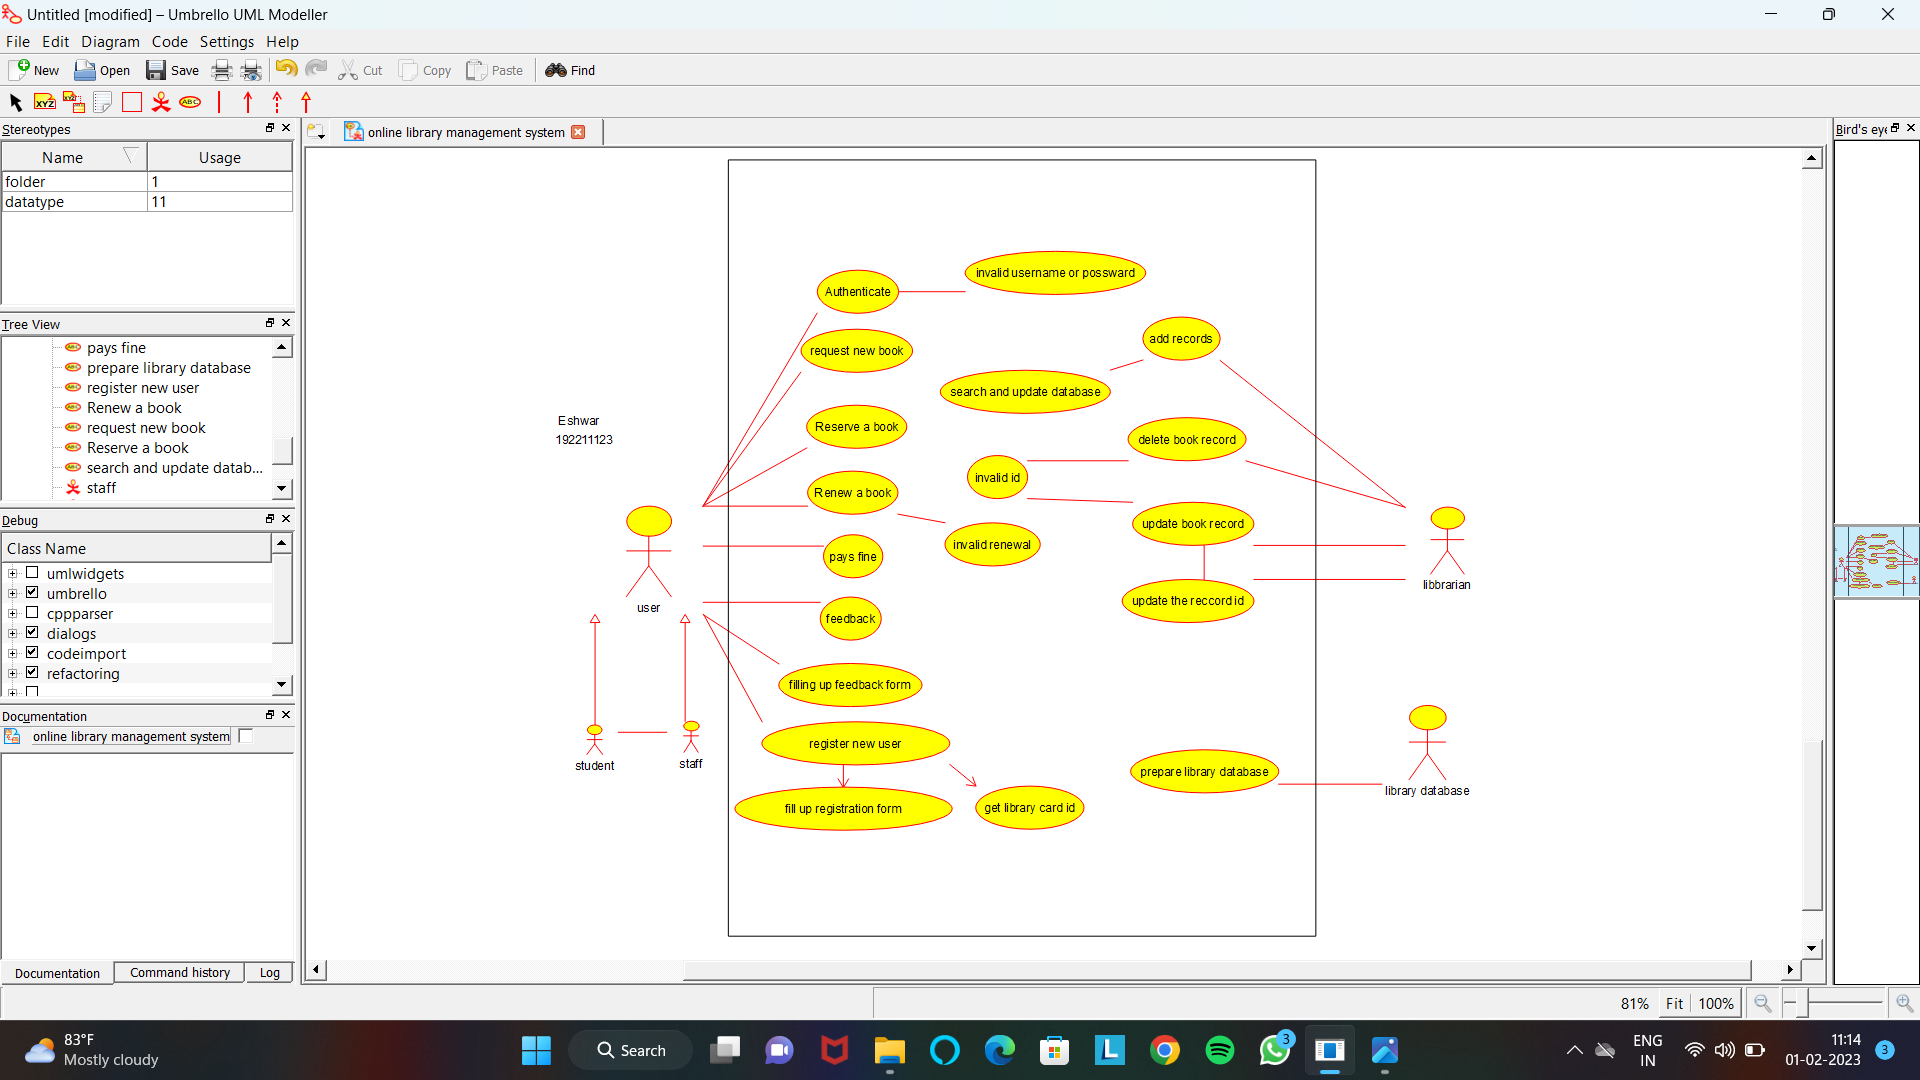 Untitled [modified] – Umbrello UML Modeller
File Edit Diagram Code Settings Help
New Open Save Cut Copy Paste Find
XYZ XYZ ABC
Stereotypes
Name Usage
folder 1
datatype 11
Tree View
pays fine
prepare library database
register new user
Renew a book
request new book
Reserve a book
search and update datab...
staff
Debug
Class Name
umlwidgets
umbrello
cppparser
dialogs
codeimport
refactoring
Documentation
online library management system
Documentation Command history Log
online library management system
Eshwar
192211123
Authenticate
invalid username or possward
request new book
add records
search and update database
Reserve a book
delete book record
invalid id
Renew a book
update book record
invalid renewal
pays fine
update the reccord id
feedback
filling up feedback form
register new user
fill up registration form
get library card id
prepare library database
user
student
staff
libbrarian
library database
Bird's eye
81% Fit 100%
83°F
Mostly cloudy
Search
L
3
ENG
IN
11:14
01-02-2023
3